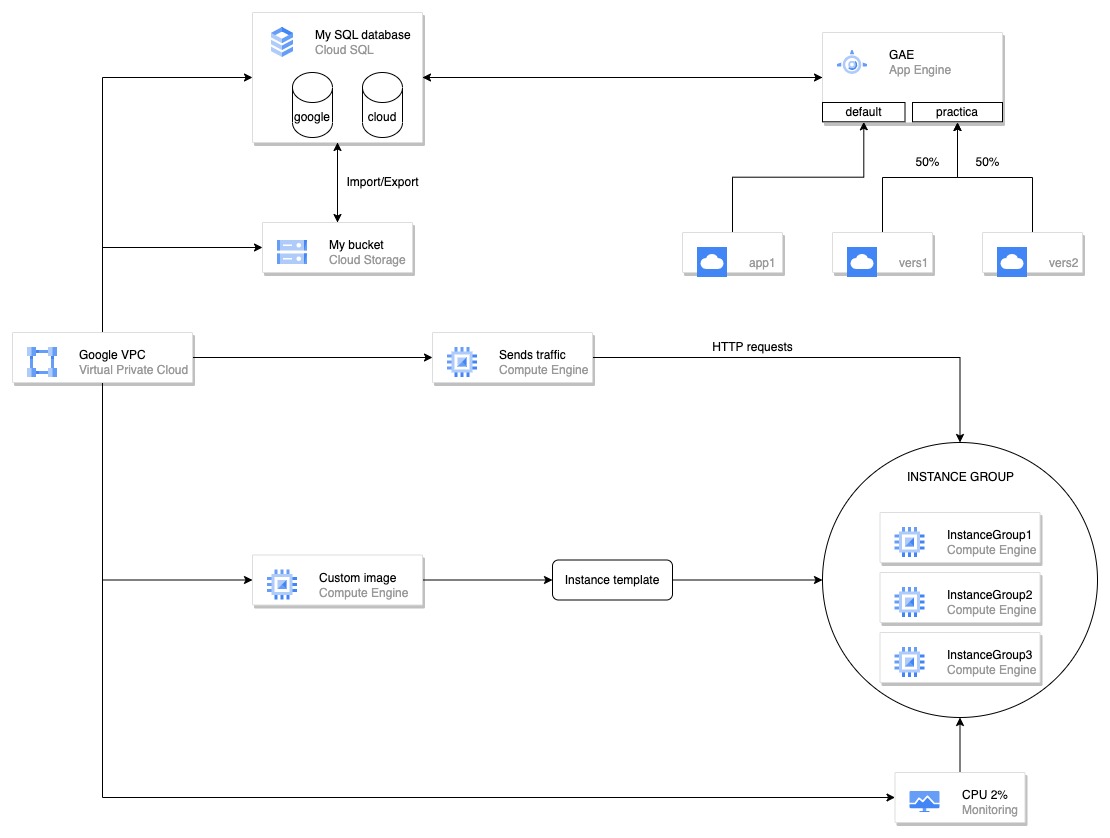 My SQL database
Cloud SQL
google
cloud
GAE
App Engine
default
practica
50%
50%
Import/Export
My bucket
Cloud Storage
app1
vers1
vers2
Google VPC
Virtual Private Cloud
Sends traffic
Compute Engine
HTTP requests
INSTANCE GROUP
InstanceGroup1
Compute Engine
Custom image
Compute Engine
Instance template
InstanceGroup2
Compute Engine
InstanceGroup3
Compute Engine
CPU 2%
Monitoring